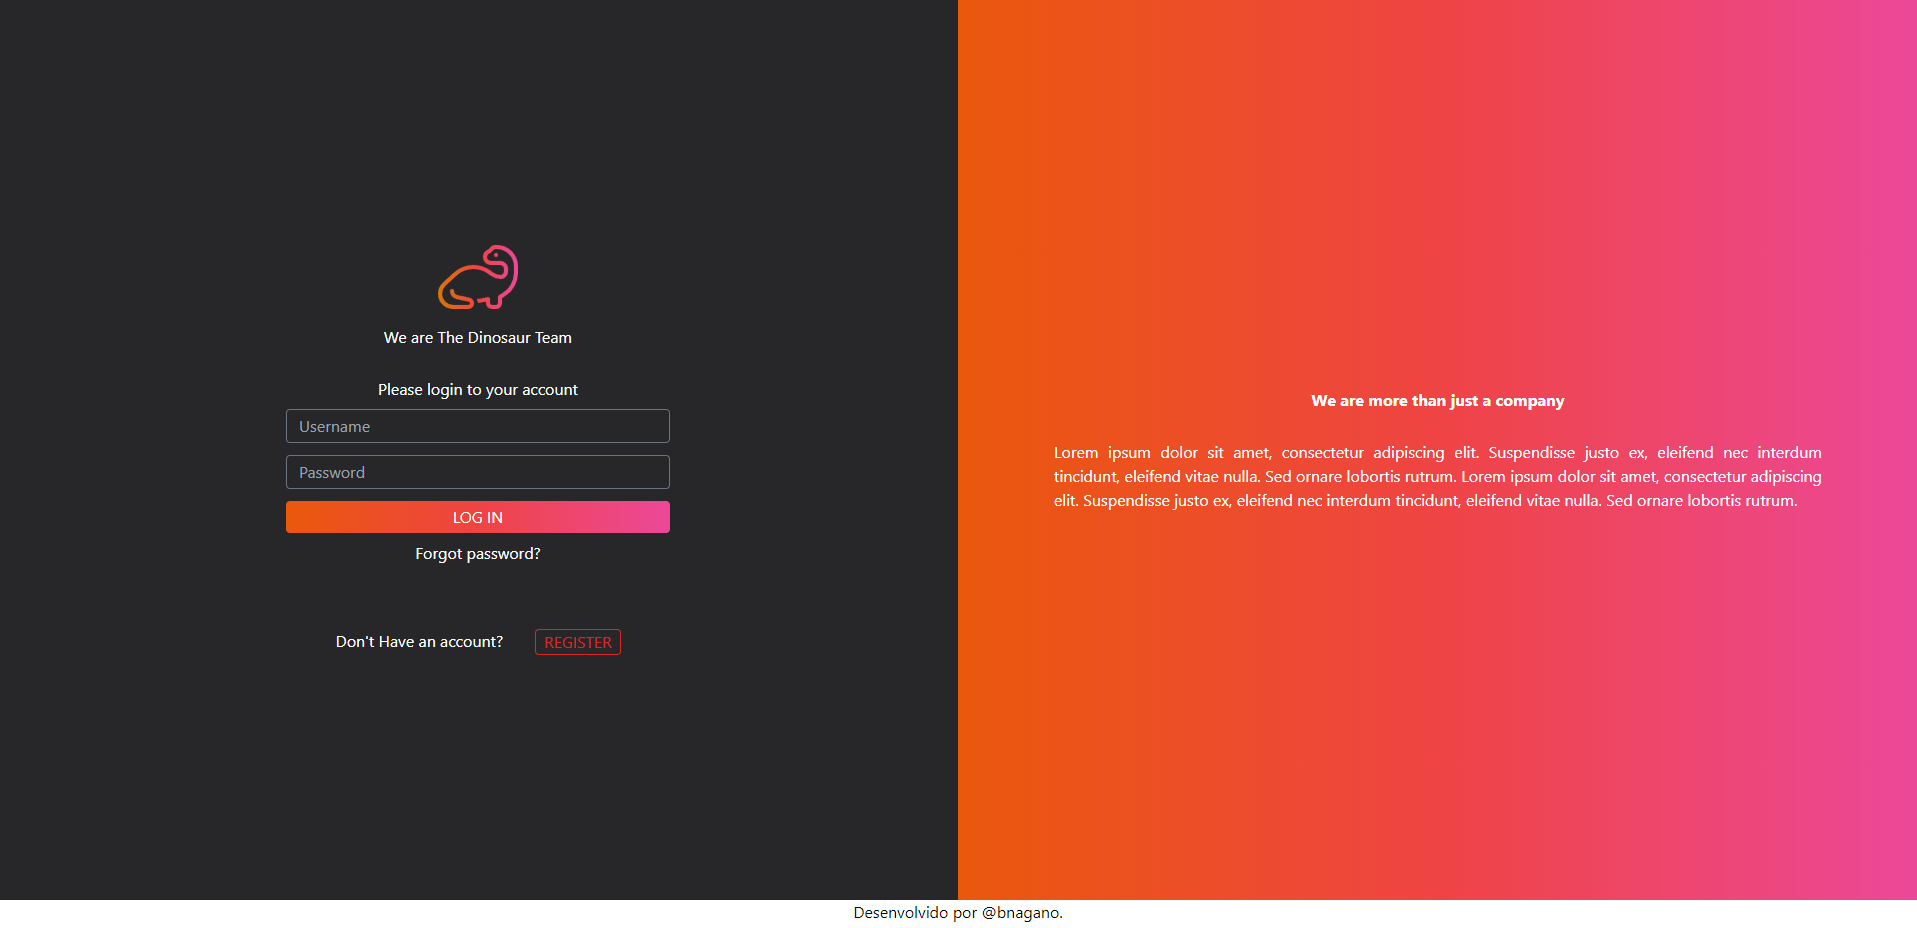 We are The Dinosaur Team
Please login to your account
Username
Password
LOG IN
Forgot password?
Don't Have an account?
REGISTER
We are more than just a company
Lorem ipsum dolor sit amet, consectetur adipiscing elit. Suspendisse justo ex, eleifend nec interdum
tincidunt, eleifend vitae nulla. Sed ornare lobortis rutrum. Lorem ipsum dolor sit amet, consectetur adipiscing
elit. Suspendisse justo ex, eleifend nec interdum tincidunt, eleifend vitae nulla. Sed ornare lobortis rutrum.
Desenvolvido por @bnagano.